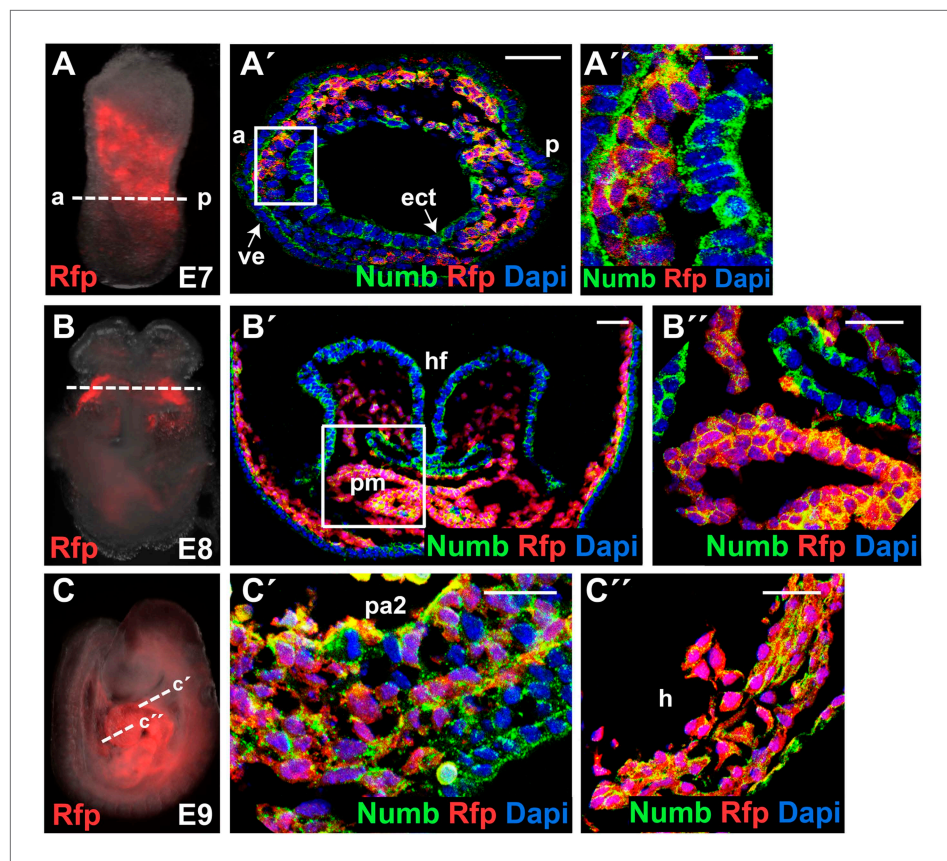 A
a p
Rfp E7
A′
a
p
ect
ve
Numb Rfp Dapi
A′′
Numb Rfp Dapi
B
Rfp E8
B′
hf
pm
Numb Rfp Dapi
B′′
Numb Rfp Dapi
C
c′
c′′
Rfp E9
C′
pa2
Numb Rfp Dapi
C′′
h
Numb Rfp Dapi